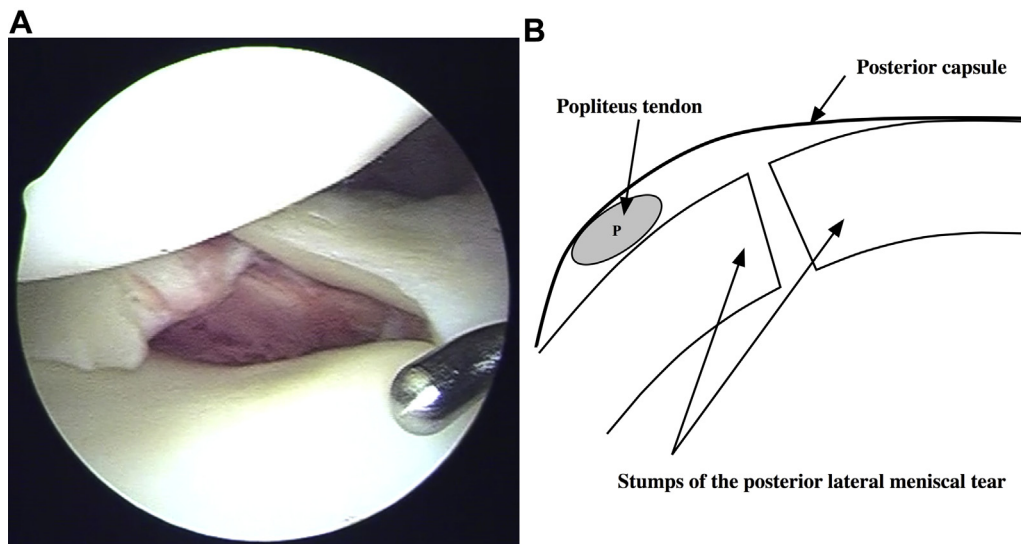 A
B
Posterior capsule
Popliteus tendon
P
Stumps of the posterior lateral meniscal tear